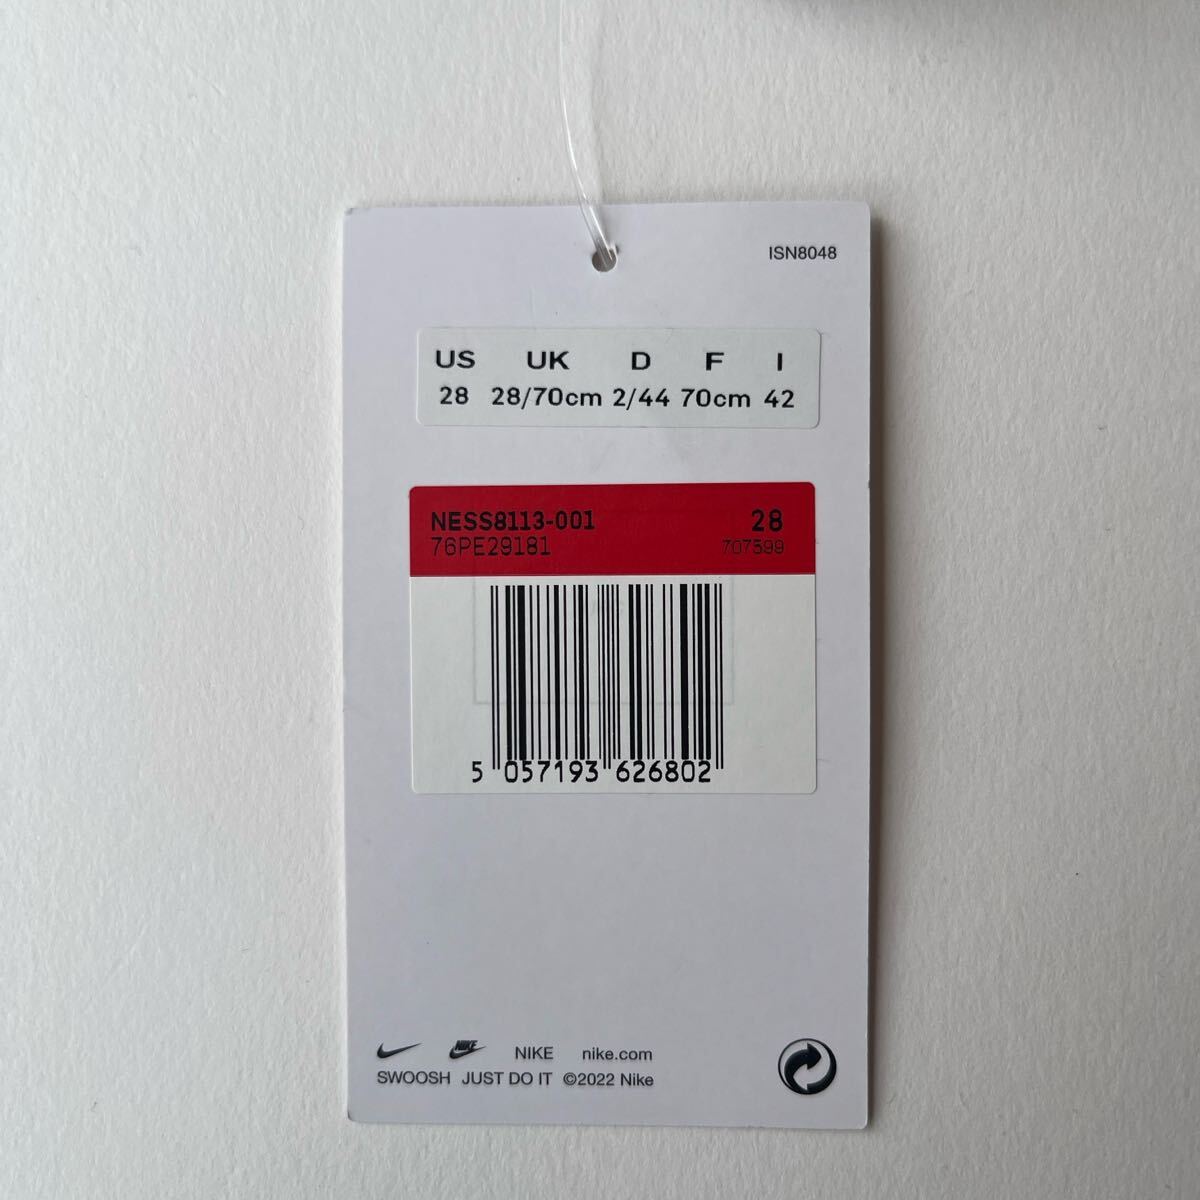 ISN8048
US UK D F I
28 28/70cm 2/44 70cm 42
NESS8113-001 28
76PE29181 707599
5 057193 626802
NIKE NIKE nike.com
SWOOSH JUST DO IT ©2022 Nike